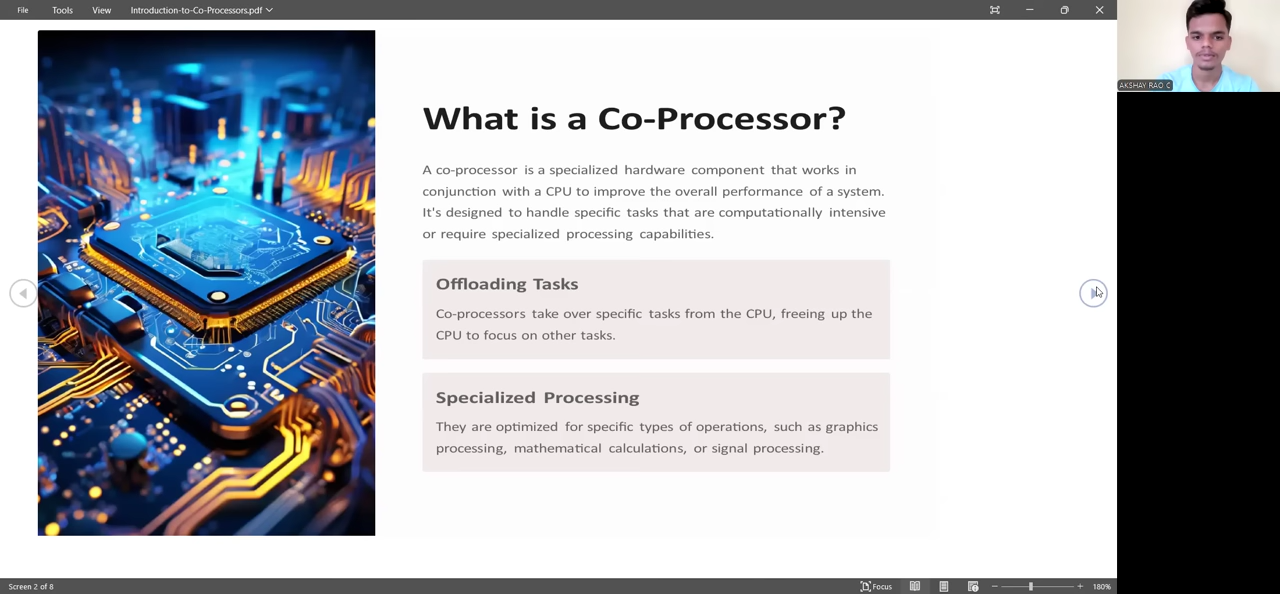 File Tools View Introduction-to-Co-Processors.pdf
AKSHAY RAO C
What is a Co-Processor?
A co-processor is a specialized hardware component that works in
conjunction with a CPU to improve the overall performance of a system.
It's designed to handle specific tasks that are computationally intensive
or require specialized processing capabilities.
Offloading Tasks
Co-processors take over specific tasks from the CPU, freeing up the
CPU to focus on other tasks.
Specialized Processing
They are optimized for specific types of operations, such as graphics
processing, mathematical calculations, or signal processing.
Screen 2 of 8 Focus 180%